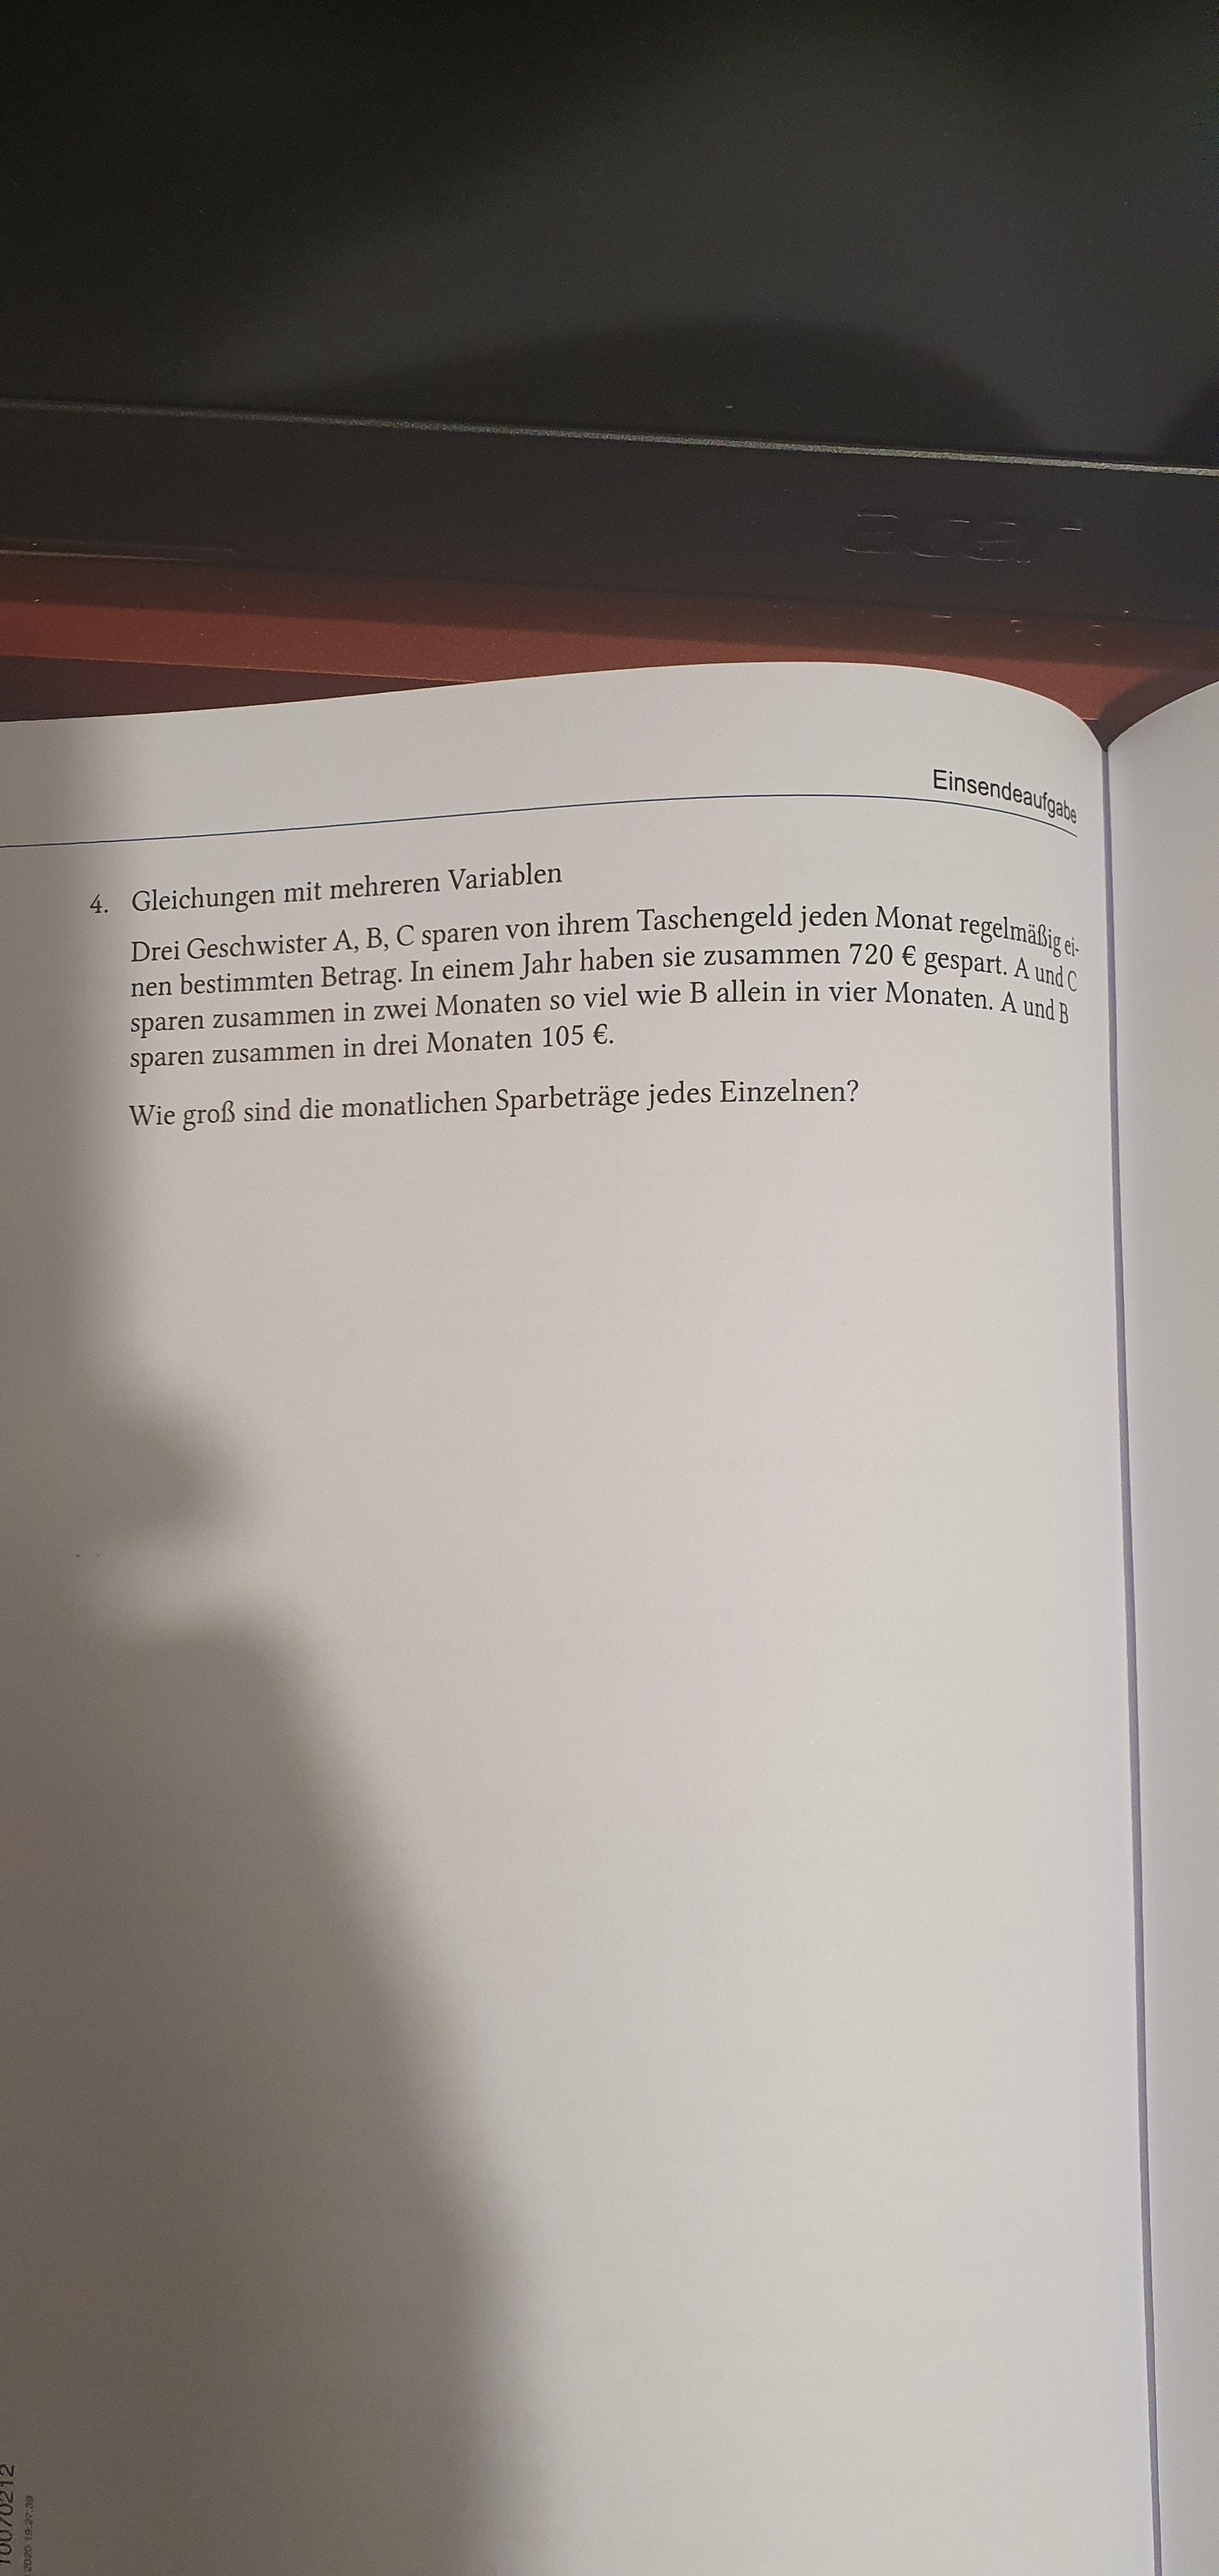 acer
Einsendeaufgabe
4. Gleichungen mit mehreren Variablen
Drei Geschwister A, B, C sparen von ihrem Taschengeld jeden Monat regelmäßig ei-
nen bestimmten Betrag. In einem Jahr haben sie zusammen 720 € gespart. A und C
sparen zusammen in zwei Monaten so viel wie B allein in vier Monaten. A und B
sparen zusammen in drei Monaten 105 €.
Wie groß sind die monatlichen Sparbeträge jedes Einzelnen?
10070212
2020 19:27:39